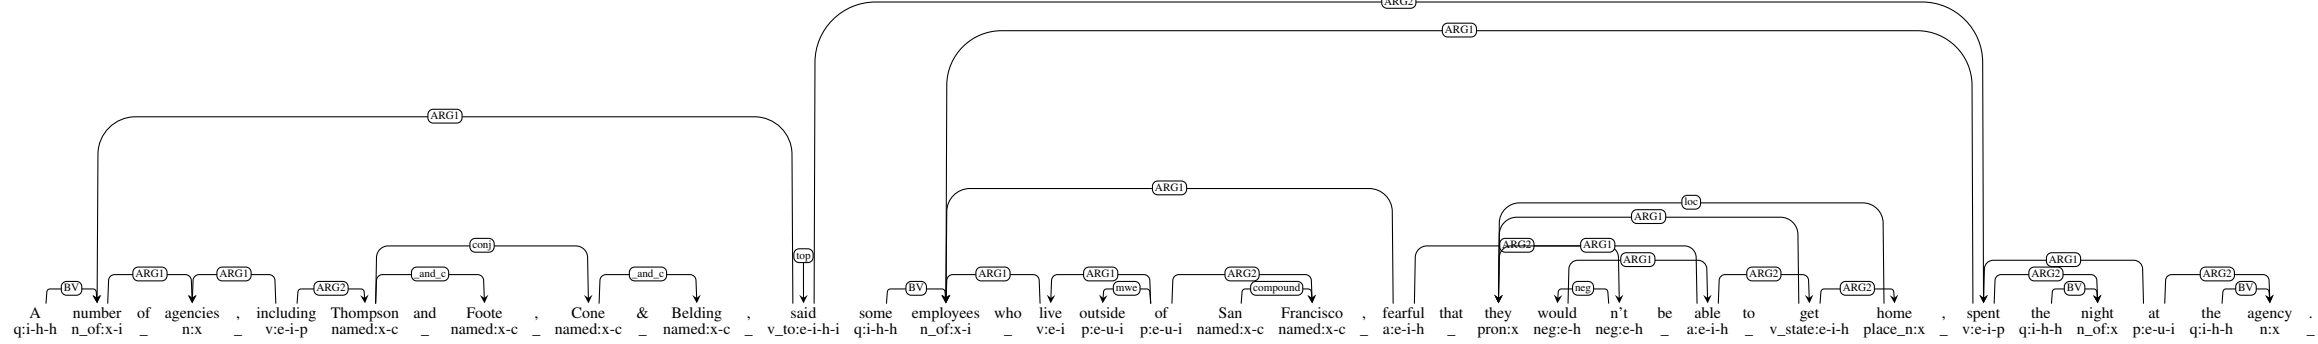 ARG2
ARG1
ARG1
ARG1
loc
ARG1
conj ARG2 ARG1
top
ARG1 ARG1 _and_c _and_c ARG1 ARG1 ARG2 ARG1 ARG2 ARG1 ARG2 ARG2
BV ARG2 BV mwe compound neg ARG2 BV BV
A number of agencies , including Thompson and Foote , Cone & Belding , said some employees who live outside of San Francisco , fearful that they would n't be able to get home , spent the night at the agency .
q:i-h-h n_of:x-i _ n:x _ v:e-i-p named:x-c _ named:x-c _ named:x-c _ named:x-c _ v_to:e-i-h-i q:i-h-h n_of:x-i _ v:e-i p:e-u-i p:e-u-i named:x-c named:x-c _ a:e-i-h _ pron:x neg:e-h neg:e-h _ a:e-i-h _ v_state:e-i-h place_n:x _ v:e-i-p q:i-h-h n_of:x p:e-u-i q:i-h-h n:x _